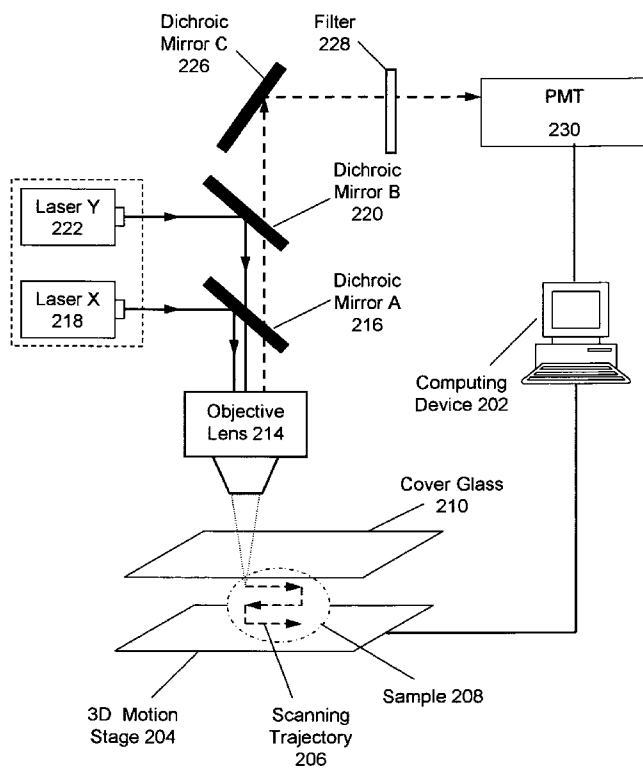 Dichroic
Mirror C
226
Filter
228
PMT
230
Dichroic
Mirror B
220
Laser Y
222
Dichroic
Mirror A
216
Laser X
218
Computing
Device 202
Objective
Lens 214
Cover Glass
210
Sample 208
3D Motion
Stage 204
Scanning
Trajectory
206